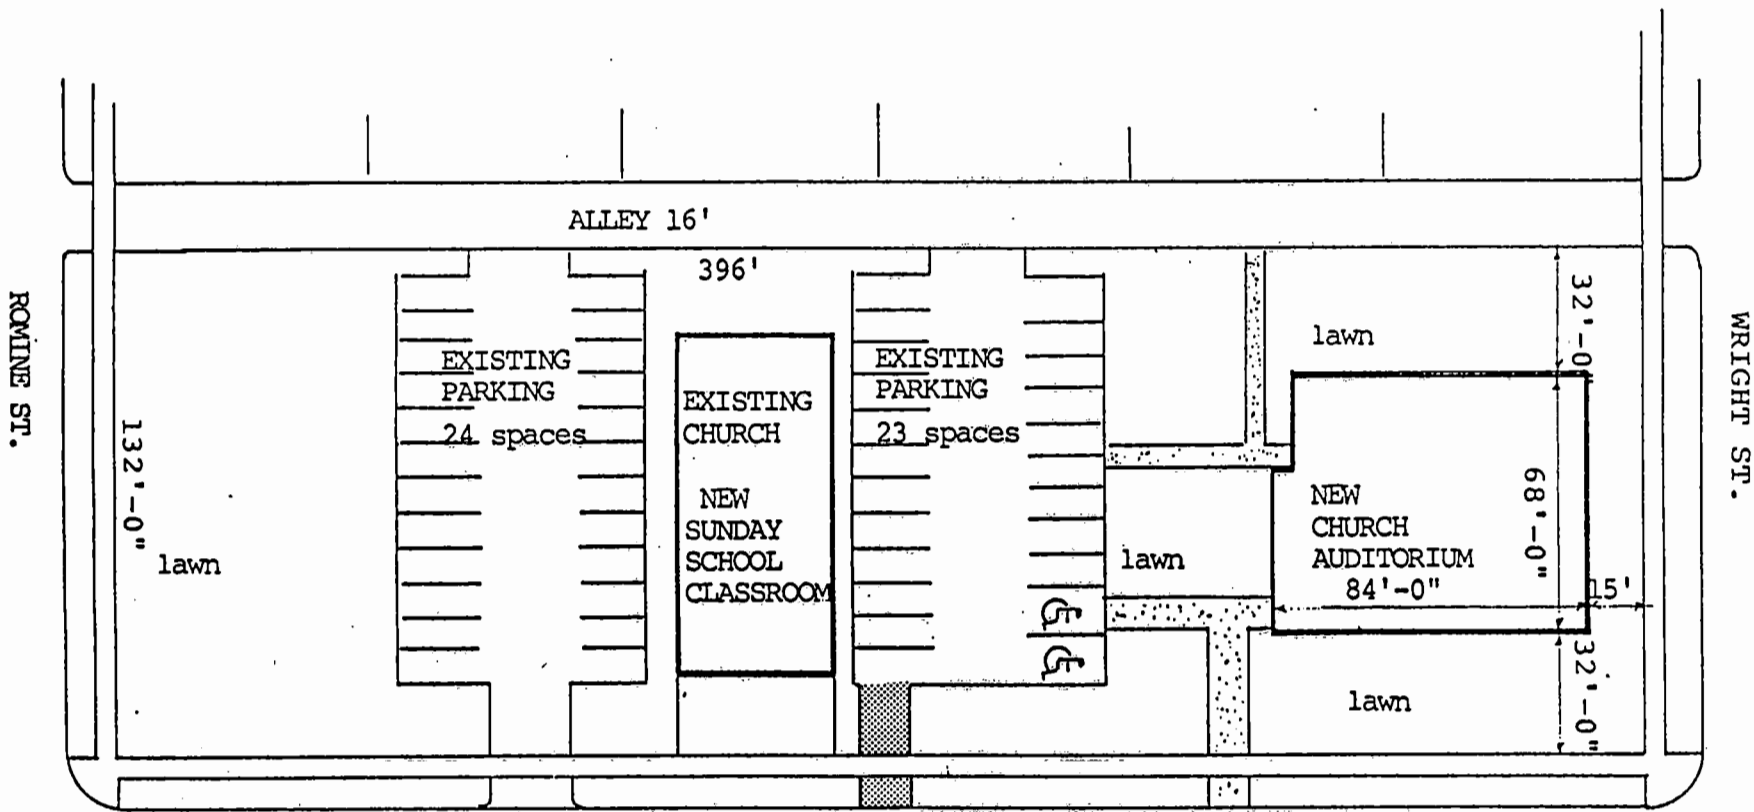 ALLEY 16'
396'
ROMINE ST.
132'-0"
lawn
EXISTING
PARKING
24 spaces
EXISTING
CHURCH
NEW
SUNDAY
SCHOOL
CLASSROOM
EXISTING
PARKING
23 spaces
lawn
lawn
NEW
CHURCH
AUDITORIUM
84'-0"
lawn
32'-0"
68'-0"
15'
32'-0"
WRIGHT ST.